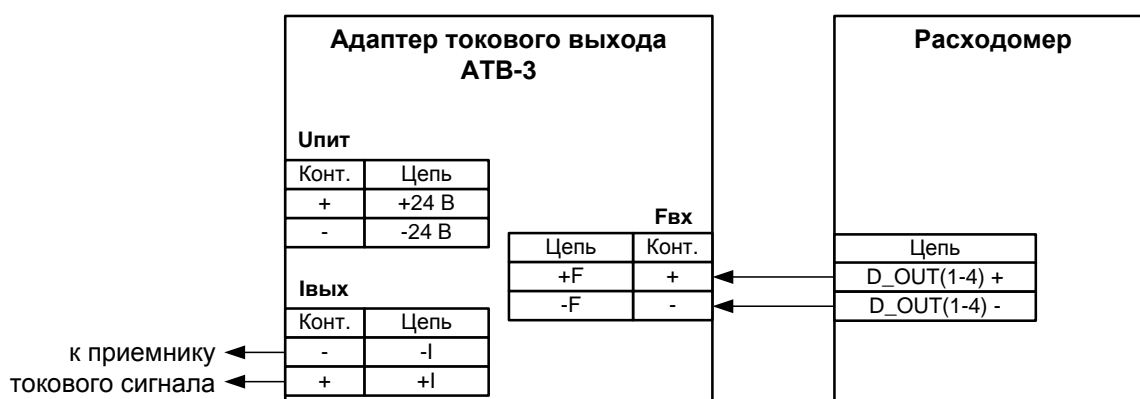 Адаптер токового выхода
АТВ-3
Расходомер
Uпит
Конт. Цепь
+ +24 В
- -24 В
Fвх
Цепь Конт.
+F +
-F -
Цепь
D_OUT(1-4) +
D_OUT(1-4) -
Iвых
Конт. Цепь
- -I
+ +I
к приемнику
токового сигнала